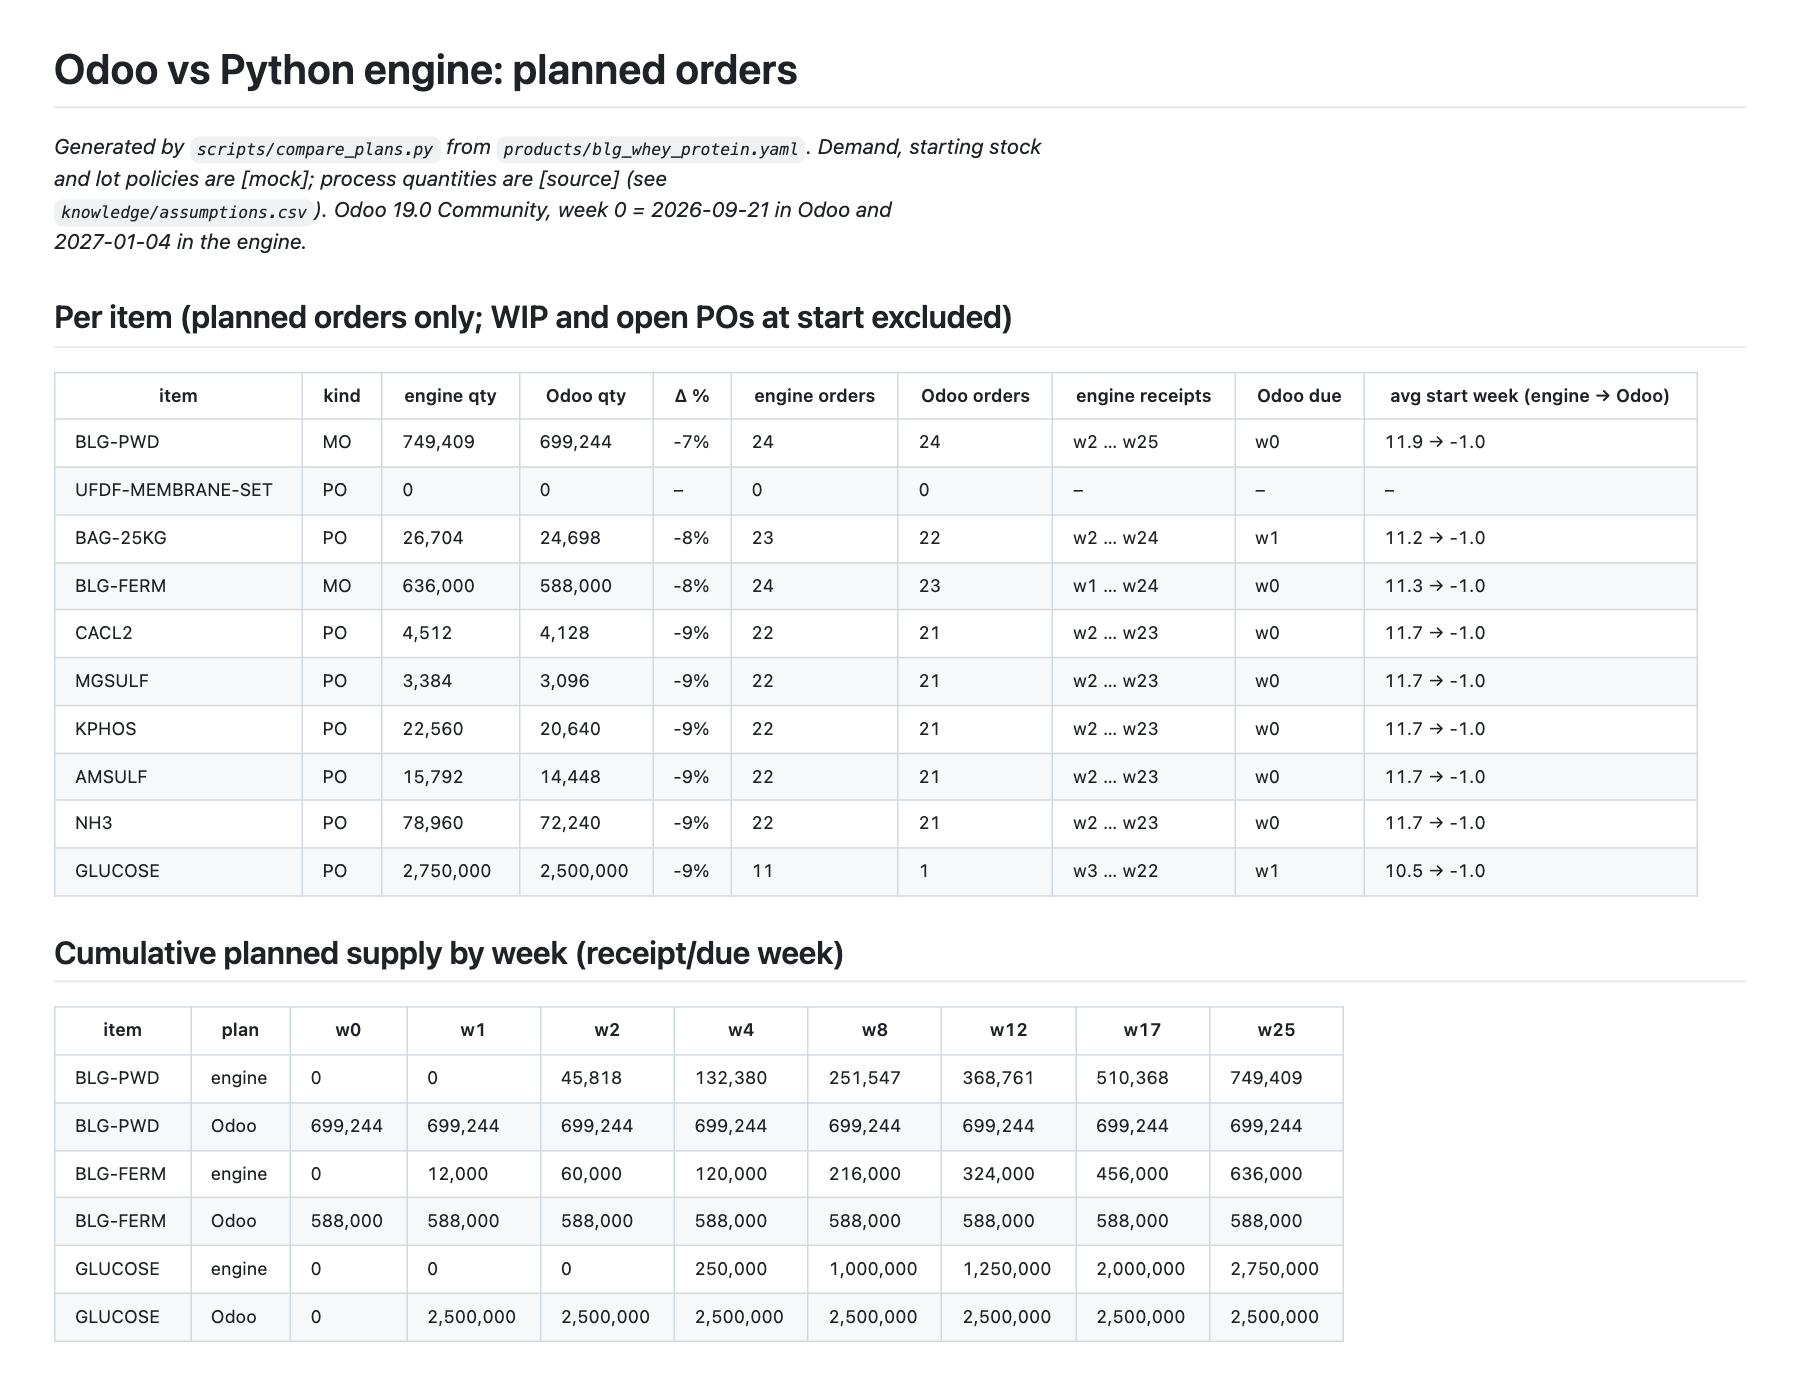 Odoo vs Python engine: planned orders
Generated by scripts/compare_plans.py from products/blg_whey_protein.yaml. Demand, starting stock
and lot policies are [mock]; process quantities are [source] (see
knowledge/assumptions.csv). Odoo 19.0 Community, week 0 = 2026-09-21 in Odoo and
2027-01-04 in the engine.
Per item (planned orders only; WIP and open POs at start excluded)
item kind engine qty Odoo qty Δ % engine orders Odoo orders engine receipts Odoo due avg start week (engine → Odoo)
BLG-PWD MO 749,409 699,244 -7% 24 24 w2 … w25 w0 11.9 → -1.0
UFDF-MEMBRANE-SET PO 0 0 – 0 0 – – –
BAG-25KG PO 26,704 24,698 -8% 23 22 w2 … w24 w1 11.2 → -1.0
BLG-FERM MO 636,000 588,000 -8% 24 23 w1 … w24 w0 11.3 → -1.0
CACL2 PO 4,512 4,128 -9% 22 21 w2 … w23 w0 11.7 → -1.0
MGSULF PO 3,384 3,096 -9% 22 21 w2 … w23 w0 11.7 → -1.0
KPHOS PO 22,560 20,640 -9% 22 21 w2 … w23 w0 11.7 → -1.0
AMSULF PO 15,792 14,448 -9% 22 21 w2 … w23 w0 11.7 → -1.0
NH3 PO 78,960 72,240 -9% 22 21 w2 … w23 w0 11.7 → -1.0
GLUCOSE PO 2,750,000 2,500,000 -9% 11 1 w3 … w22 w1 10.5 → -1.0
Cumulative planned supply by week (receipt/due week)
item plan w0 w1 w2 w4 w8 w12 w17 w25
BLG-PWD engine 0 0 45,818 132,380 251,547 368,761 510,368 749,409
BLG-PWD Odoo 699,244 699,244 699,244 699,244 699,244 699,244 699,244 699,244
BLG-FERM engine 0 12,000 60,000 120,000 216,000 324,000 456,000 636,000
BLG-FERM Odoo 588,000 588,000 588,000 588,000 588,000 588,000 588,000 588,000
GLUCOSE engine 0 0 0 250,000 1,000,000 1,250,000 2,000,000 2,750,000
GLUCOSE Odoo 0 2,500,000 2,500,000 2,500,000 2,500,000 2,500,000 2,500,000 2,500,000